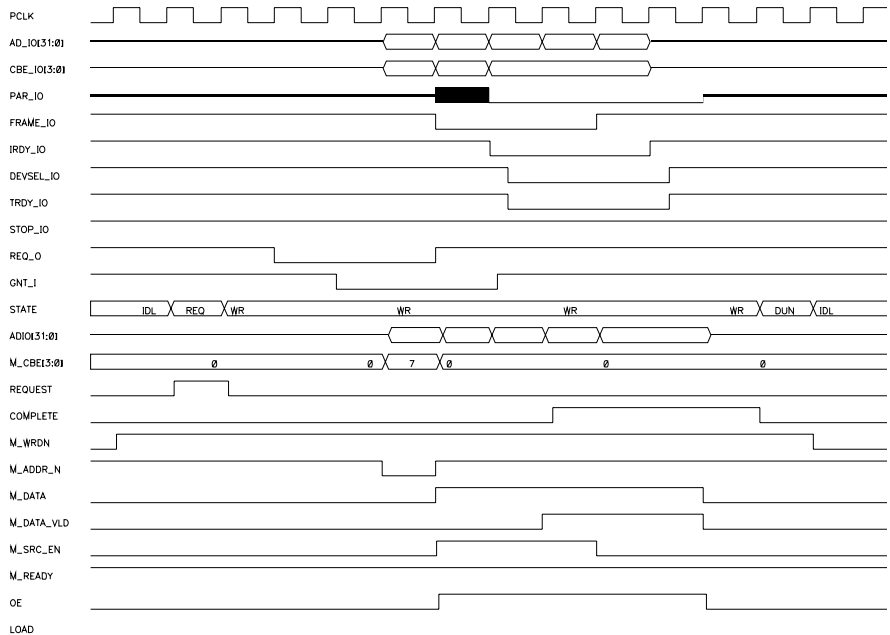 PCLK
AD_IO[31:0]
CBE_IO[3:0]
PAR_IO
FRAME_IO
IRDY_IO
DEVSEL_IO
TRDY_IO
STOP_IO
REQ_O
GNT_I
STATE IDL REQ WR WR WR WR DUN IDL
ADIO[31:0]
M_CBE[3:0] 0 0 7 0 0 0
REQUEST
COMPLETE
M_WRDN
M_ADDR_N
M_DATA
M_DATA_VLD
M_SRC_EN
M_READY
OE
LOAD